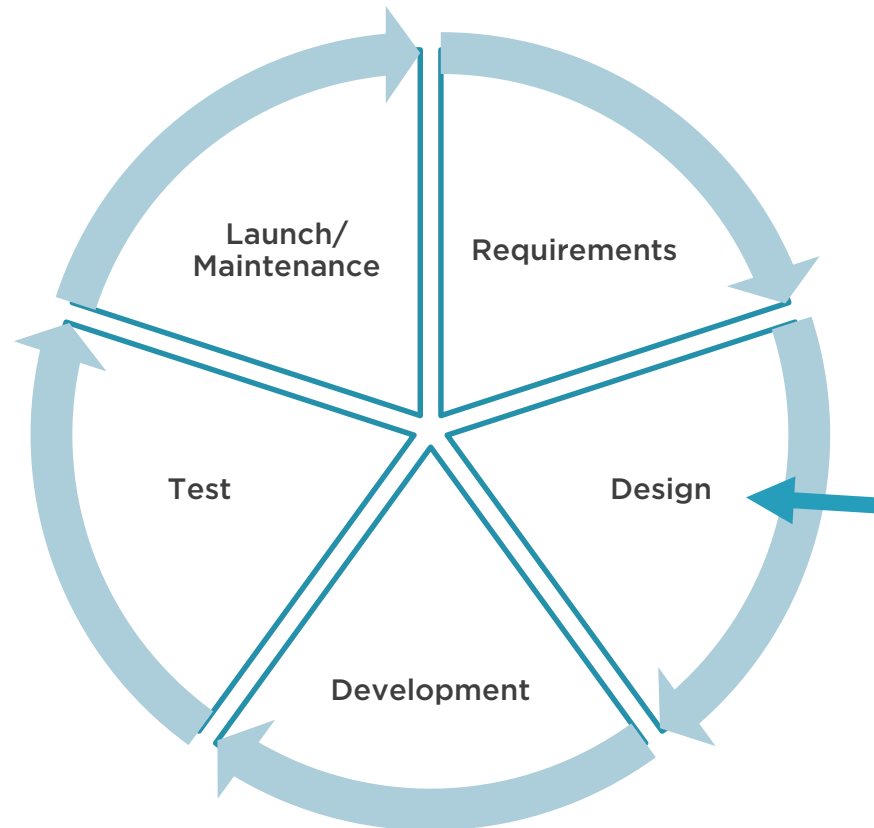 Launch/
Maintenance
Requirements
Test
Design
Development